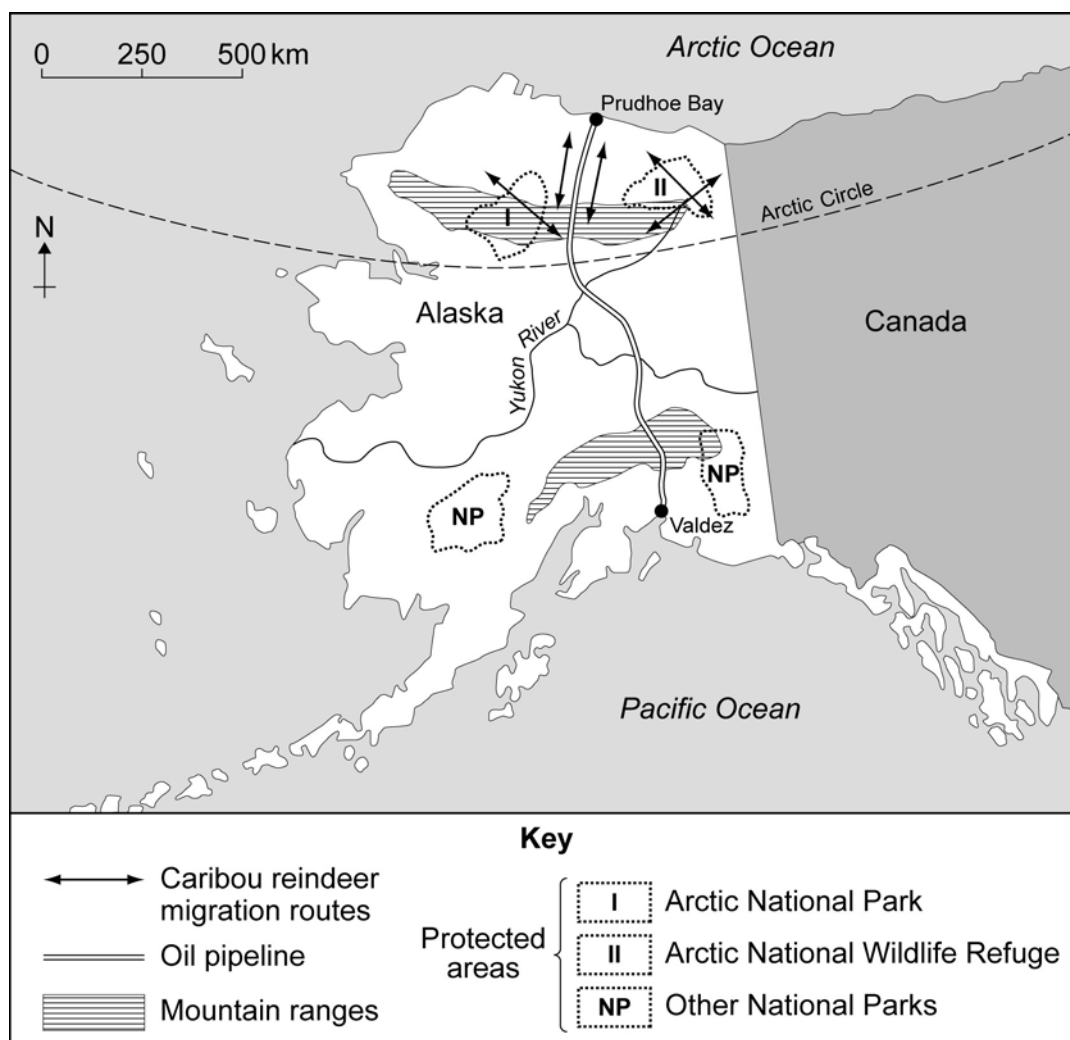 0 250 500 km
Arctic Ocean
Prudhoe Bay
II
I
Arctic Circle
N
Alaska
Canada
Yukon River
NP
NP
Valdez
Pacific Ocean
Key
Caribou reindeer
migration routes
Oil pipeline
Mountain ranges
Protected
areas
I Arctic National Park
II Arctic National Wildlife Refuge
NP Other National Parks